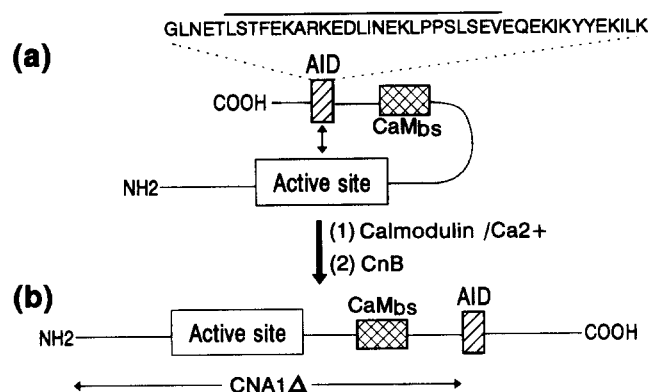 GLNETLSTFEKARKEDLINEKLPPSLSEVEQEKIKYYEKILK
(a)
AID
COOH
CaMbs
NH2
Active site
(1) Calmodulin /Ca2+
(2) CnB
(b)
CaMbs
AID
NH2
Active site
COOH
CNA1Δ